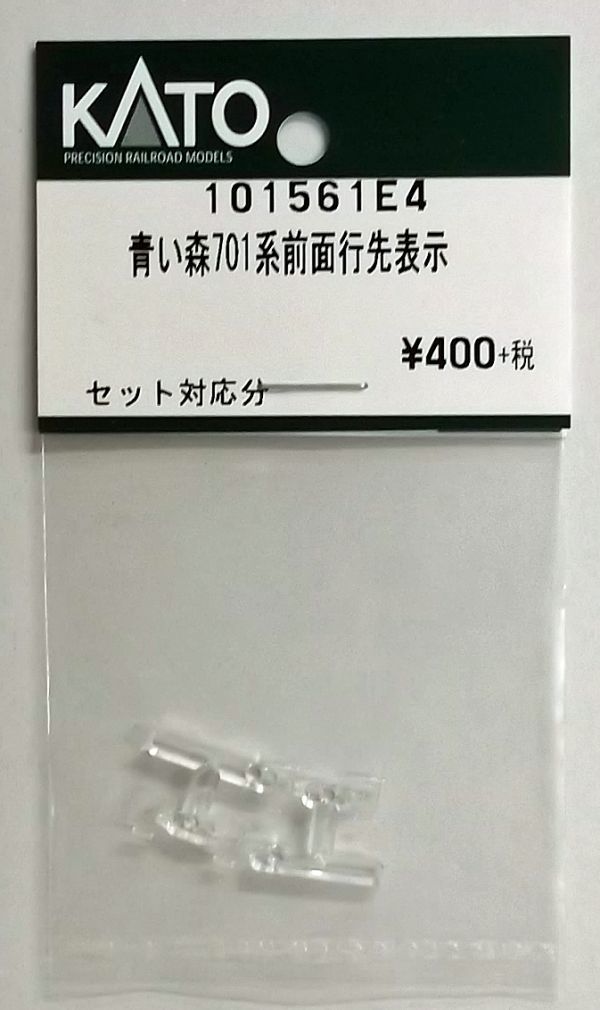 KATO
PRECISION RAILROAD MODELS
101561E4
青い森701系前面行先表示
¥400+税
セット対応分